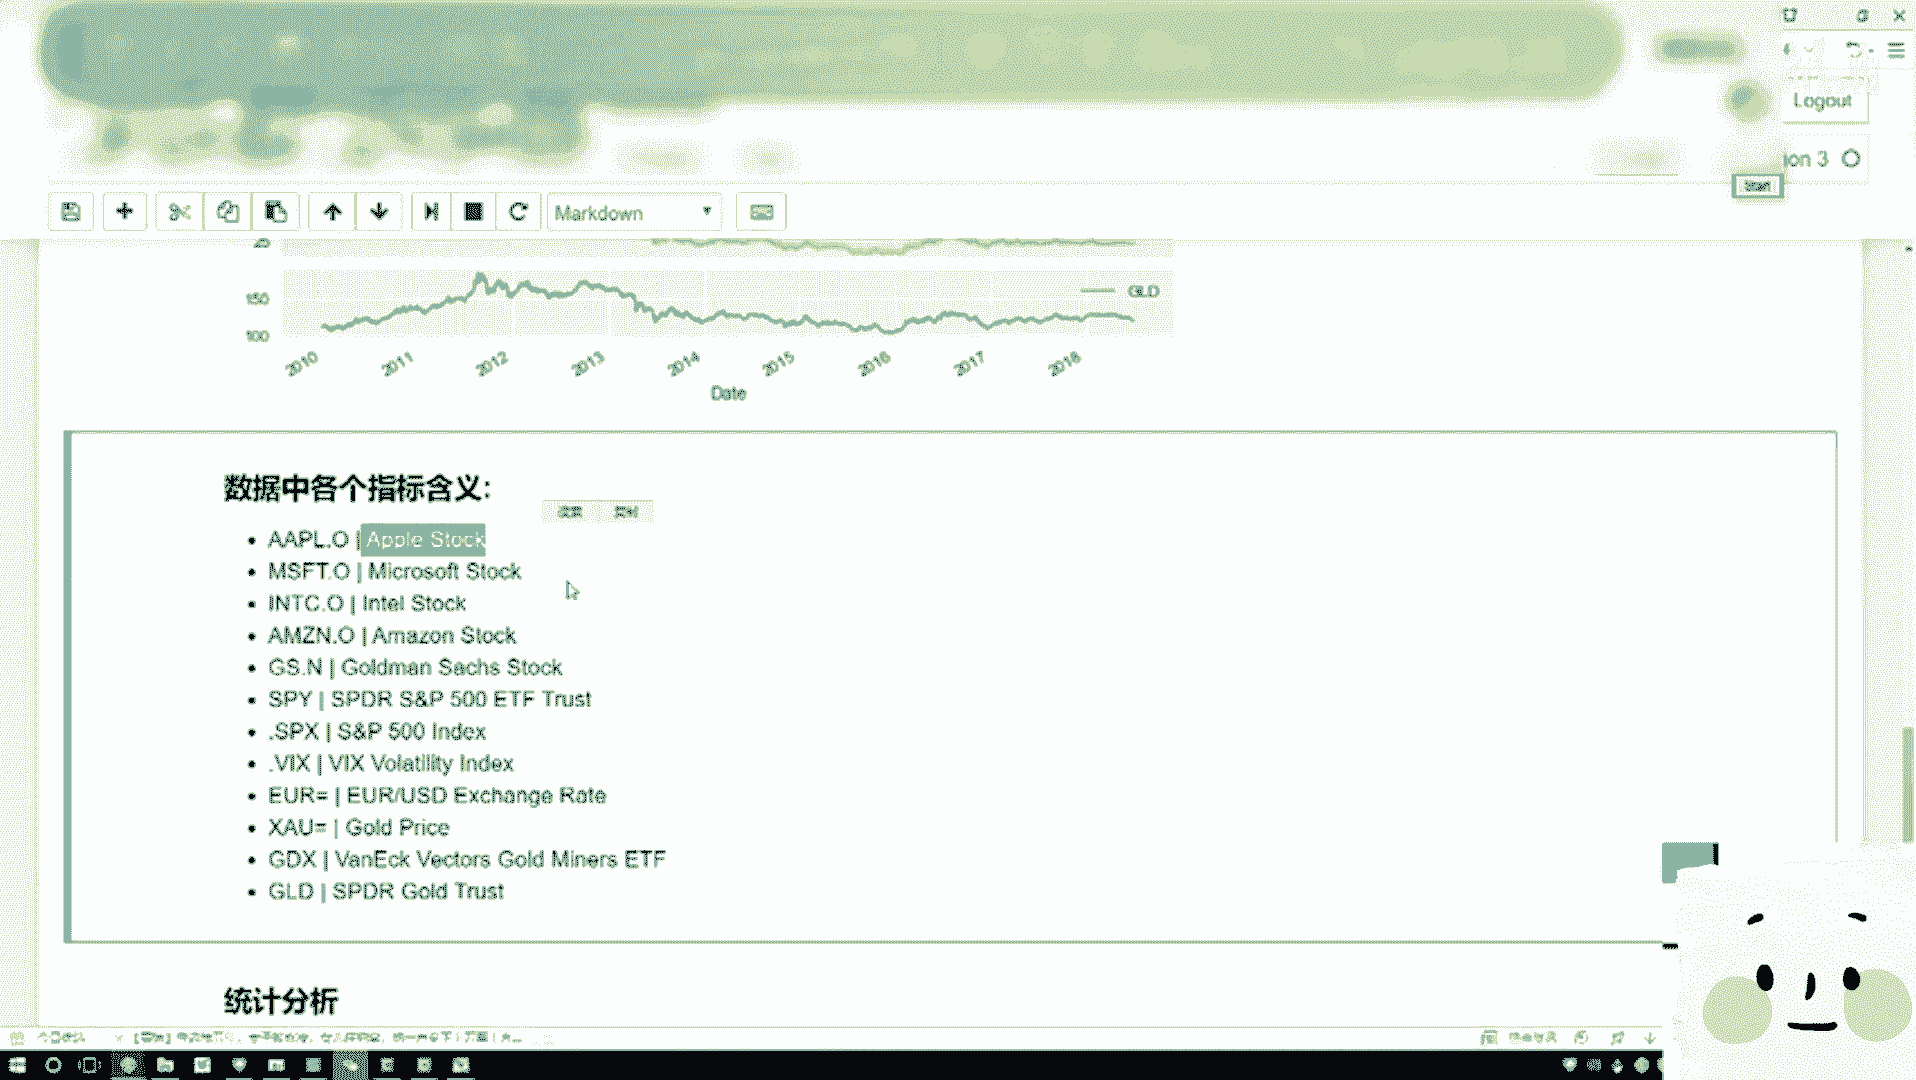 Logout
ion 3
Start
Markdown
25
150
GLD
100
2010 2011 2012 2013 2014 2015 2016 2017 2018
Date
数据中各个指标含义:
AAPL.O | Apple Stock
MSFT.O | Microsoft Stock
INTC.O | Intel Stock
AMZN.O | Amazon Stock
GS.N | Goldman Sachs Stock
SPY | SPDR S&P 500 ETF Trust
.SPX | S&P 500 Index
.VIX | VIX Volatility Index
EUR= | EUR/USD Exchange Rate
XAU= | Gold Price
GDX | VanEck Vectors Gold Miners ETF
GLD | SPDR Gold Trust
统计分析